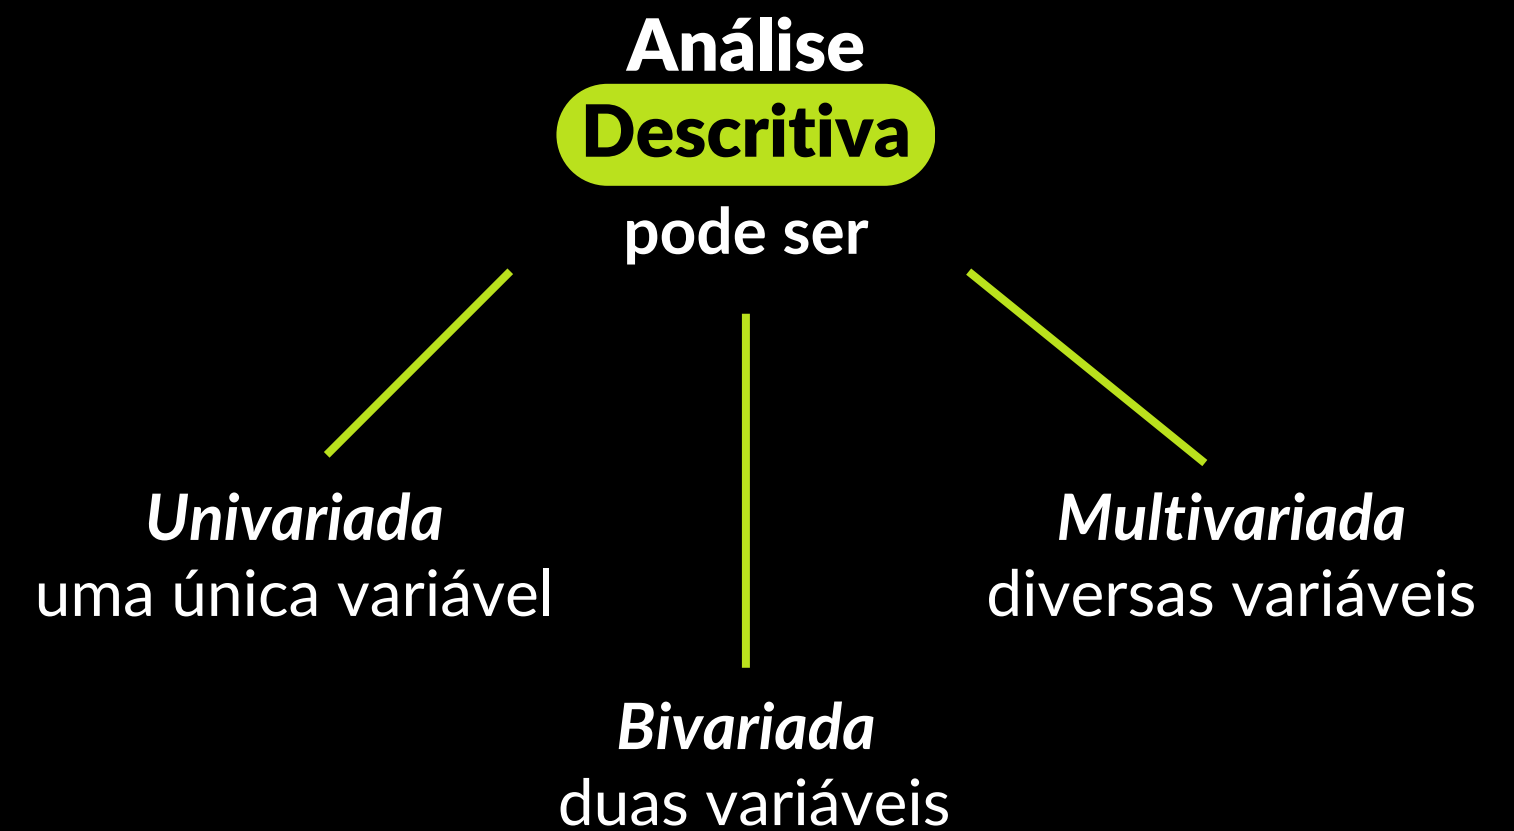 Análise
Descritiva
pode ser
Univariada
uma única variável
Multivariada
diversas variáveis
Bivariada
duas variáveis